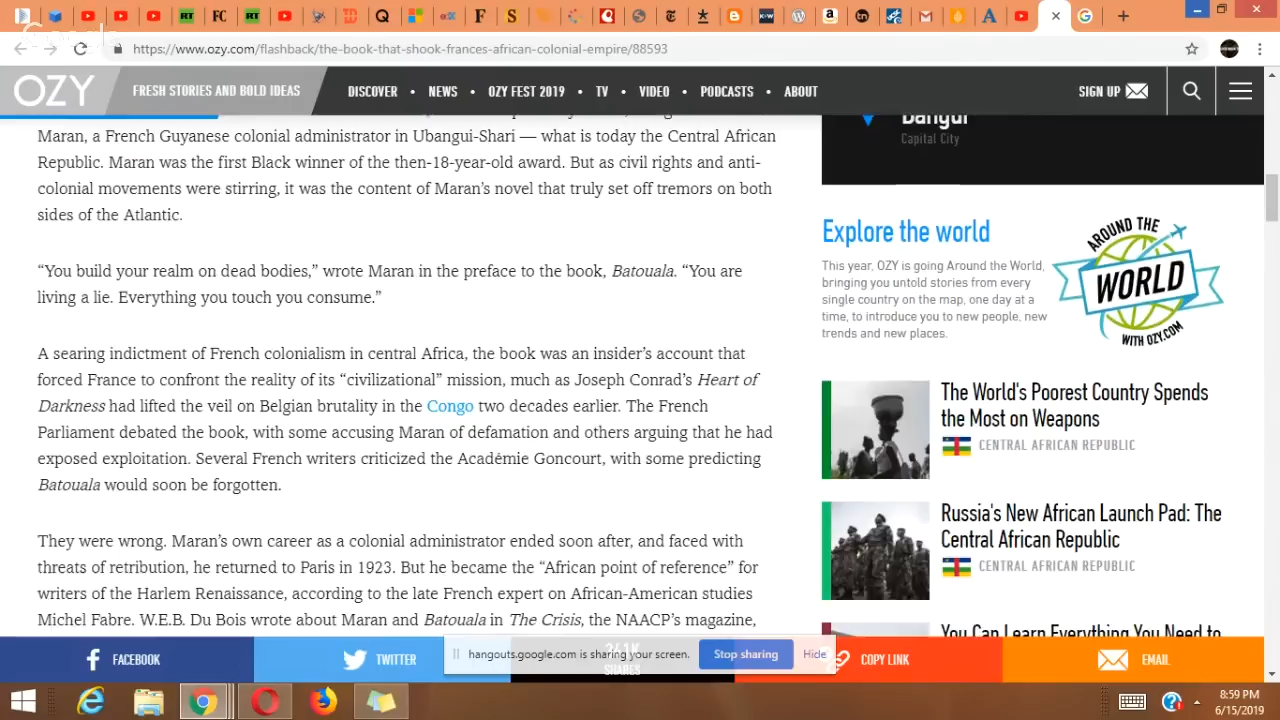 https://www.ozy.com/flashback/the-book-that-shook-frances-african-colonial-empire/88593
OZY
FRESH STORIES AND BOLD IDEAS
DISCOVER • NEWS • OZY FEST 2019 • TV • VIDEO • PODCASTS • ABOUT
SIGN UP
Maran, a French Guyanese colonial administrator in Ubangui-Shari — what is today the Central African
Republic. Maran was the first Black winner of the then-18-year-old award. But as civil rights and anti-
colonial movements were stirring, it was the content of Maran's novel that truly set off tremors on both
sides of the Atlantic.
“You build your realm on dead bodies,” wrote Maran in the preface to the book, Batouala. “You are
living a lie. Everything you touch you consume.”
A searing indictment of French colonialism in central Africa, the book was an insider's account that
forced France to confront the reality of its “civilizational” mission, much as Joseph Conrad's Heart of
Darkness had lifted the veil on Belgian brutality in the Congo two decades earlier. The French
Parliament debated the book, with some accusing Maran of defamation and others arguing that he had
exposed exploitation. Several French writers criticized the Académie Goncourt, with some predicting
Batouala would soon be forgotten.
They were wrong. Maran's own career as a colonial administrator ended soon after, and faced with
threats of retribution, he returned to Paris in 1923. But he became the “African point of reference” for
writers of the Harlem Renaissance, according to the late French expert on African-American studies
Michel Fabre. W.E.B. Du Bois wrote about Maran and Batouala in The Crisis, the NAACP's magazine,
Bangui
Capital City
Explore the world
This year, OZY is going Around the World,
bringing you untold stories from every
single country on the map, one day at a
time, to introduce you to new people, new
trends and new places.
AROUND THE
WORLD
WITH OZY.COM
The World's Poorest Country Spends
the Most on Weapons
CENTRAL AFRICAN REPUBLIC
Russia's New African Launch Pad: The
Central African Republic
CENTRAL AFRICAN REPUBLIC
You Can Learn Everything You Need to
FACEBOOK
TWITTER
SHARES
COPY LINK
EMAIL
hangouts.google.com is sharing your screen.
Stop sharing
Hide
8:59 PM
6/15/2019